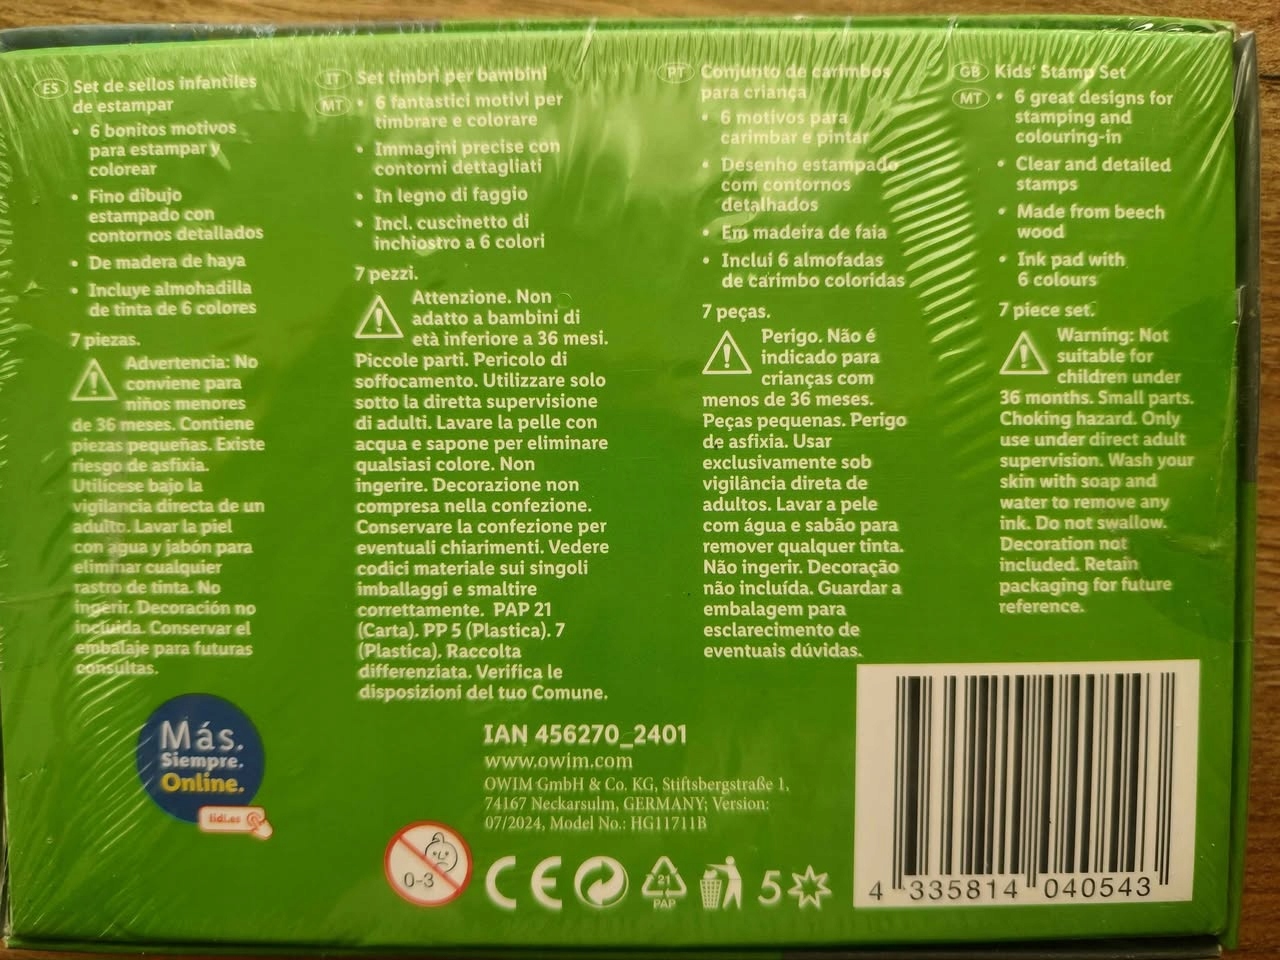 ES Set de sellos infantiles
de estampar
• 6 bonitos motivos
para estampar y
colorear
• Fino dibujo
estampado con
contornos detallados
• De madera de haya
• Incluye almohadilla
de tinta de 6 colores
7 piezas.
Advertencia: No
conviene para
niños menores
de 36 meses. Contiene
piezas pequeñas. Existe
riesgo de asfixia.
Utilícese bajo la
vigilancia directa de un
adulto. Lavar la piel
con agua y jabón para
eliminar cualquier
rastro de tinta. No
ingerir. Decoración no
incluida. Conservar el
embalaje para futuras
consultas.
Más.
Siempre.
Online.
lidl.es
IT MT Set timbri per bambini
• 6 fantastici motivi per
timbrare e colorare
• Immagini precise con
contorni dettagliati
• In legno di faggio
• Incl. cuscinetto di
inchiostro a 6 colori
7 pezzi.
Attenzione. Non
adatto a bambini di
età inferiore a 36 mesi.
Piccole parti. Pericolo di
soffocamento. Utilizzare solo
sotto la diretta supervisione
di adulti. Lavare la pelle con
acqua e sapone per eliminare
qualsiasi colore. Non
ingerire. Decorazione non
compresa nella confezione.
Conservare la confezione per
eventuali chiarimenti. Vedere
codici materiale sui singoli
imballaggi e smaltire
correttamente. PAP 21
(Carta). PP 5 (Plastica). 7
(Plastica). Raccolta
differenziata. Verifica le
disposizioni del tuo Comune.
PT Conjunto de carimbos
para criança
• 6 motivos para
carimbar e pintar
• Desenho estampado
com contornos
detalhados
• Em madeira de faia
• Inclui 6 almofadas
de carimbo coloridas
7 peças.
Perigo. Não é
indicado para
crianças com
menos de 36 meses.
Peças pequenas. Perigo
de asfixia. Usar
exclusivamente sob
vigilância direta de
adultos. Lavar a pele
com água e sabão para
remover qualquer tinta.
Não ingerir. Decoração
não incluída. Guardar a
embalagem para
esclarecimento de
eventuais dúvidas.
GB MT Kids' Stamp Set
• 6 great designs for
stamping and
colouring-in
• Clear and detailed
stamps
• Made from beech
wood
• Ink pad with
6 colours
7 piece set.
Warning: Not
suitable for
children under
36 months. Small parts.
Choking hazard. Only
use under direct adult
supervision. Wash your
skin with soap and
water to remove any
ink. Do not swallow.
Decoration not
included. Retain
packaging for future
reference.
IAN 456270_2401
www.owim.com
OWIM GmbH & Co. KG, Stiftsbergstraße 1,
74167 Neckarsulm, GERMANY; Version:
07/2024, Model No.: HG11711B
0-3
CE
21
PAP
5
4 335814 040543